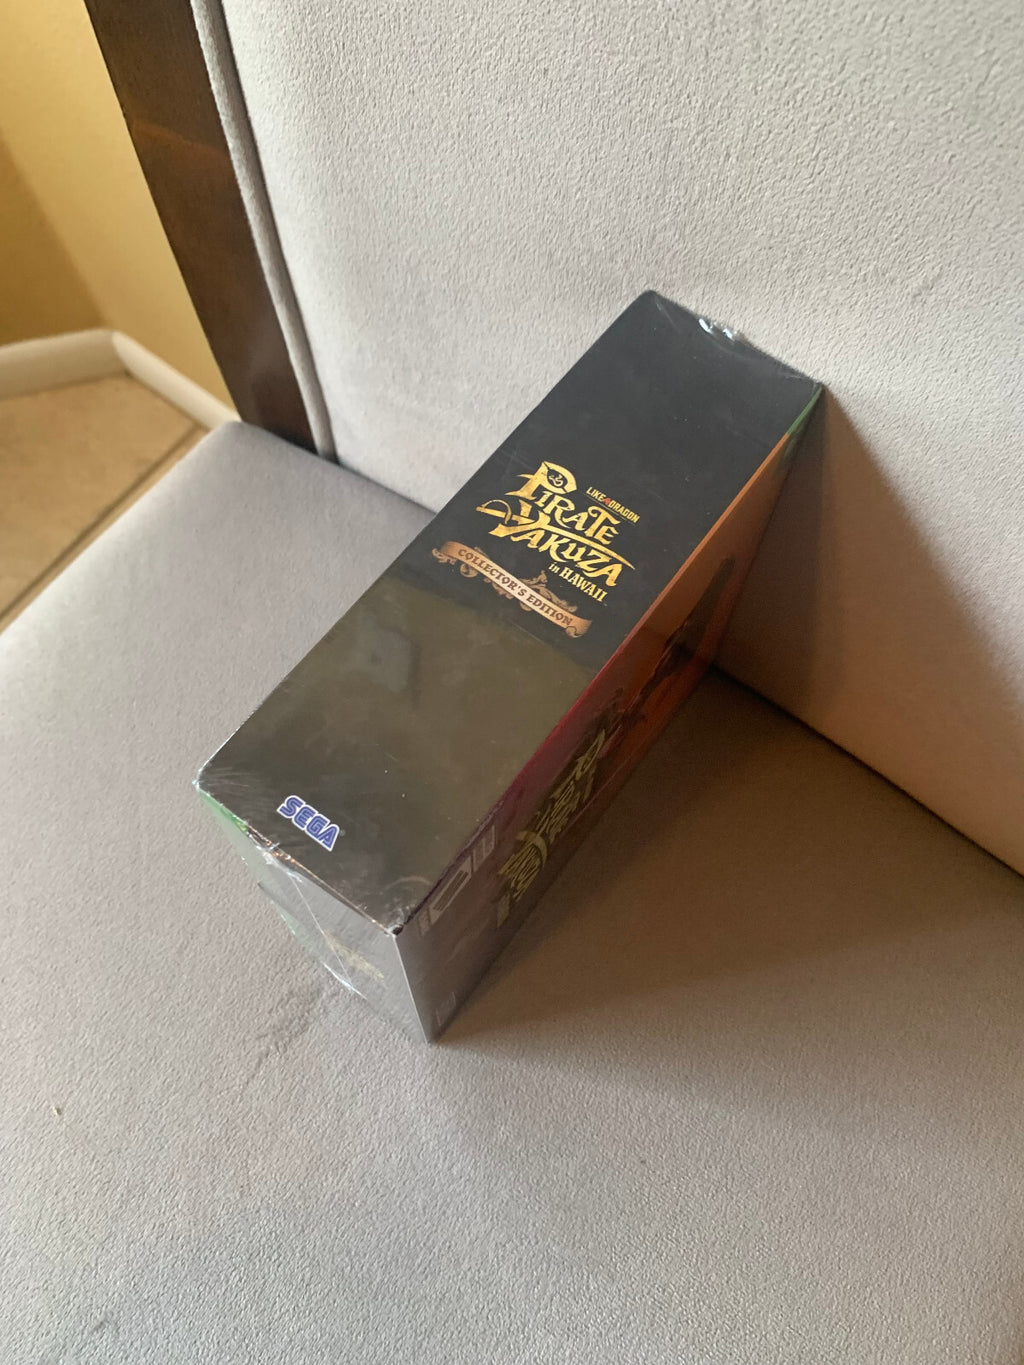 LIKE A DRAGON
PIRATE
YAKUZA
in HAWAII
COLLECTOR'S EDITION
SEGA